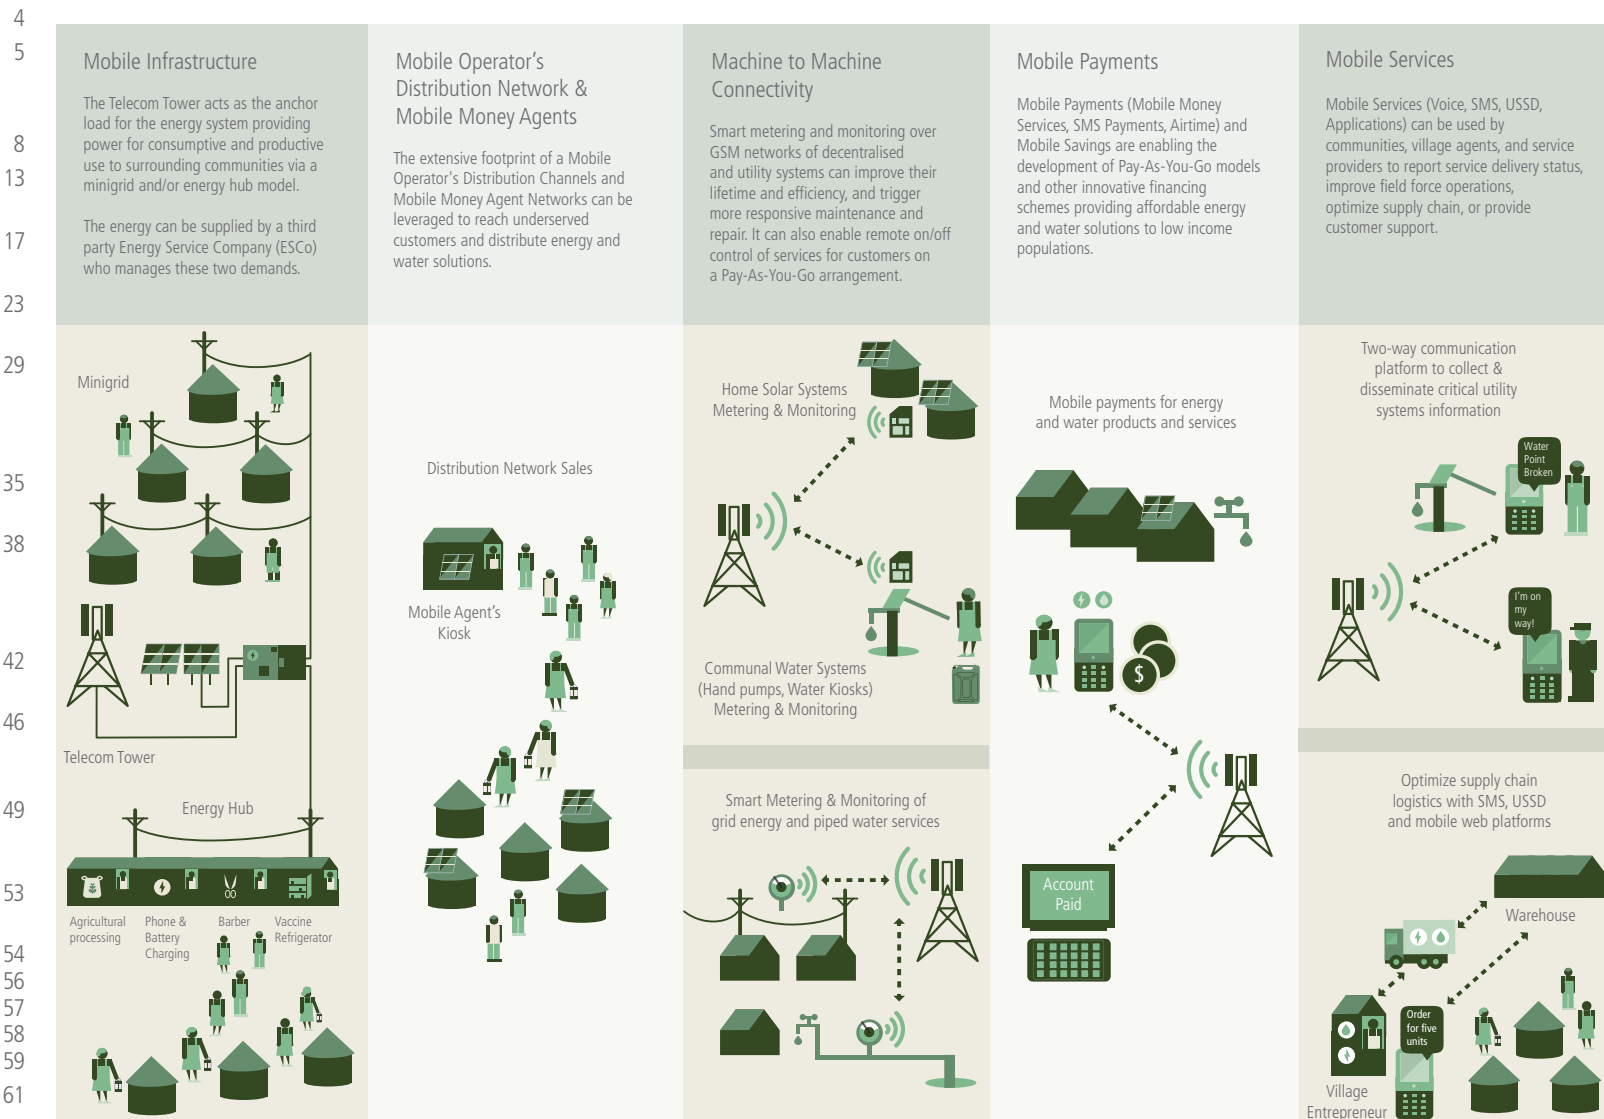 4
5
8
13
17
23
29
35
38
42
46
49
53
54
56
57
58
59
61
Mobile Infrastructure
The Telecom Tower acts as the anchor
load for the energy system providing
power for consumptive and productive
use to surrounding communities via a
minigrid and/or energy hub model.
The energy can be supplied by a third
party Energy Service Company (ESCo)
who manages these two demands.
Minigrid
Telecom Tower
Energy Hub
Agricultural
processing
Phone &
Battery
Charging
Barber
Vaccine
Refrigerator
Mobile Operator's
Distribution Network &
Mobile Money Agents
The extensive footprint of a Mobile
Operator's Distribution Channels and
Mobile Money Agent Networks can be
leveraged to reach underserved
customers and distribute energy and
water solutions.
Distribution Network Sales
Mobile Agent's
Kiosk
Machine to Machine
Connectivity
Smart metering and monitoring over
GSM networks of decentralised
and utility systems can improve their
lifetime and efficiency, and trigger
more responsive maintenance and
repair. It can also enable remote on/off
control of services for customers on
a Pay-As-You-Go arrangement.
Home Solar Systems
Metering & Monitoring
Communal Water Systems
(Hand pumps, Water Kiosks)
Metering & Monitoring
Smart Metering & Monitoring of
grid energy and piped water services
Mobile Payments
Mobile Payments (Mobile Money
Services, SMS Payments, Airtime) and
Mobile Savings are enabling the
development of Pay-As-You-Go models
and other innovative financing
schemes providing affordable energy
and water solutions to low income
populations.
Mobile payments for energy
and water products and services
$
Account
Paid
Mobile Services
Mobile Services (Voice, SMS, USSD,
Applications) can be used by
communities, village agents, and service
providers to report service delivery status,
improve field force operations,
optimize supply chain, or provide
customer support.
Two-way communication
platform to collect &
disseminate critical utility
systems information
Water
Point
Broken
I'm on
my
way!
Optimize supply chain
logistics with SMS, USSD
and mobile web platforms
Warehouse
Order
for five
units
Village
Entrepreneur